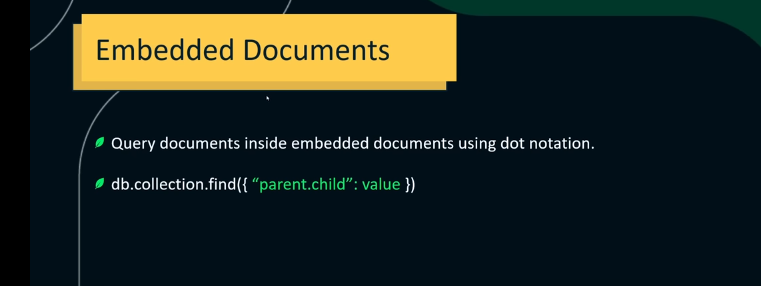 Embedded Documents
Query documents inside embedded documents using dot notation.
db.collection.find({ “parent.child”: value })